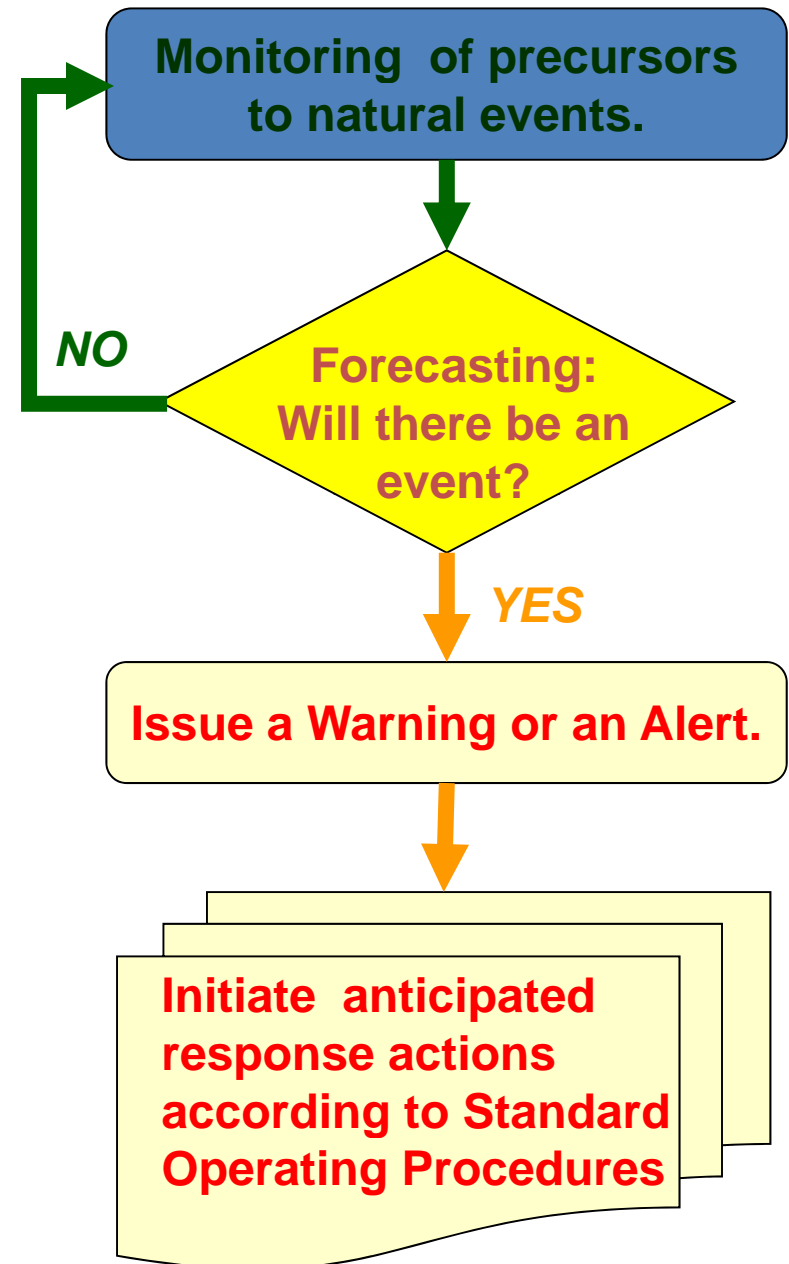 Monitoring of precursors
to natural events.
NO
Forecasting:
Will there be an
event?
YES
Issue a Warning or an Alert.
Initiate anticipated
response actions
according to Standard
Operating Procedures